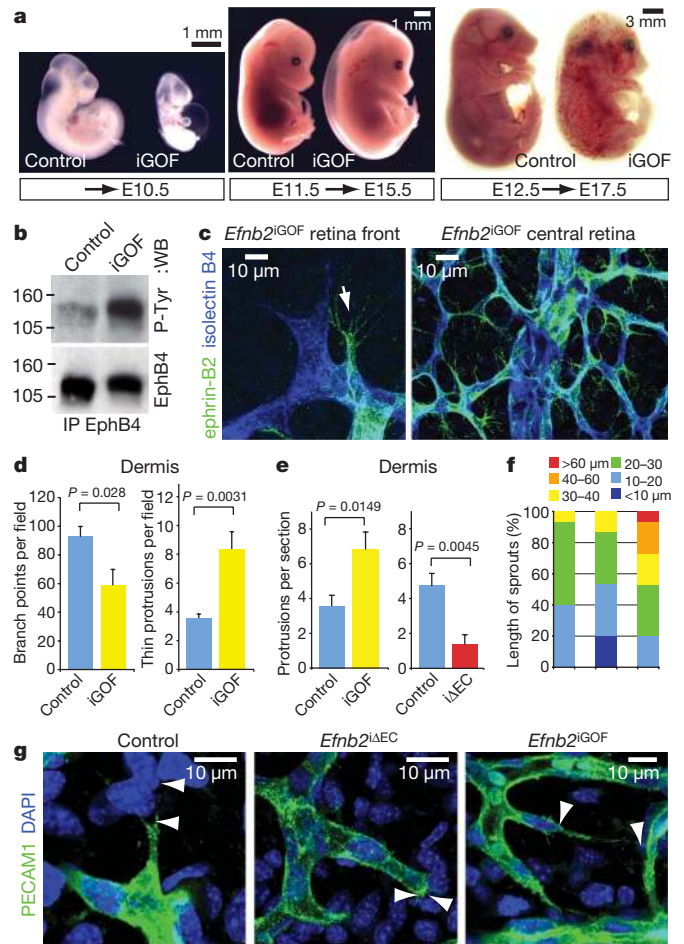 a
1 mm
1 mm
3 mm
Control
iGOF
Control
iGOF
Control
iGOF
E10.5
E11.5
E15.5
E12.5
E17.5
b
Control
iGOF
:WB
160
105
P-Tyr
160
105
EphB4
IP EphB4
c
Efnb2iGOF retina front
Efnb2iGOF central retina
10 µm
10 µm
ephrin-B2 isolectin B4
d
Dermis
P = 0.028
P = 0.0031
Branch points per field
120
100
80
60
40
20
0
Control
iGOF
Thin protrusions per field
12
10
8
6
4
2
0
Control
iGOF
e
Dermis
P = 0.0149
P = 0.0045
Protrusions per section
8
6
4
2
0
Control
iGOF
8
6
4
2
0
Control
iΔEC
f
>60 µm
40–60
30–40
20–30
10–20
<10 µm
Length of sprouts (%)
100
80
60
40
20
0
g
Control
Efnb2iΔEC
Efnb2iGOF
10 µm
10 µm
10 µm
PECAM1 DAPI